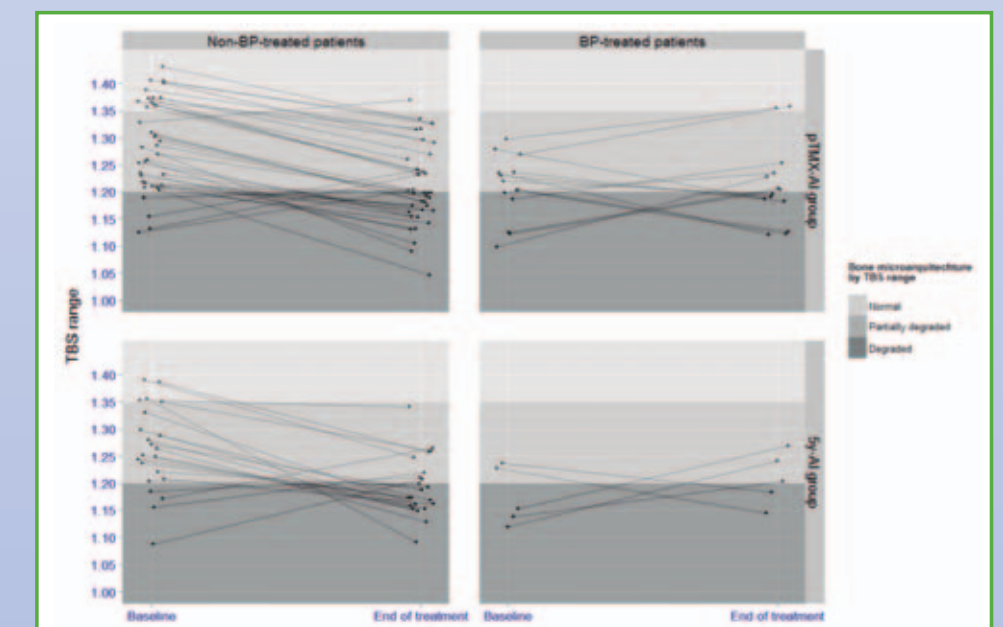 Non-BP-treated patients
BP-treated patients
1.40
1.35
1.30
1.25
1.20
1.15
1.10
1.05
1.00
pTMX-AI group
TBS range
Bone microarquitechture
by TBS range
Normal
Partially degraded
Degraded
1.40
1.35
1.30
1.25
1.20
1.15
1.10
1.05
1.00
5y-AI group
Baseline
End of treatment
Baseline
End of treatment